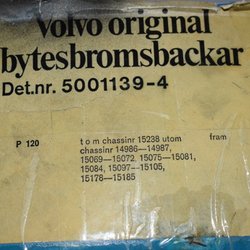 Volvo original
bytesbromsbackar
Det.nr. 5001139-4
P 120 t o m chassinr 15238 utom fram
chassinr 14986—14987,
15069—15072, 15075—15081,
15084, 15097—15105,
15178—15185